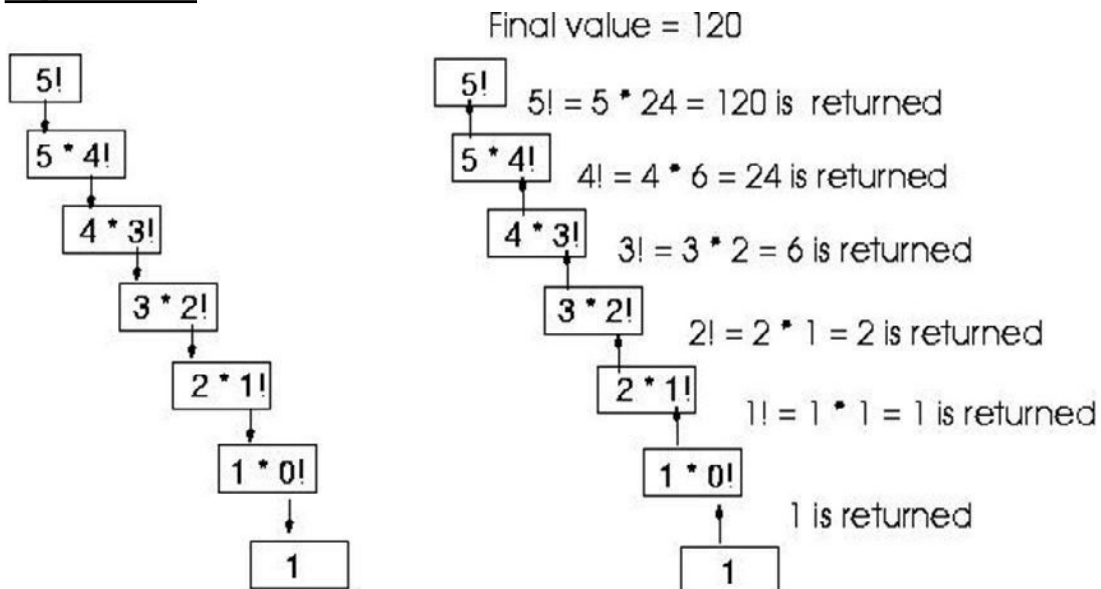 Final value = 120
5!
5 * 4!
4 * 3!
3 * 2!
2 * 1!
1 * 0!
1
5!
5! = 5 * 24 = 120 is returned
5 * 4!
4! = 4 * 6 = 24 is returned
4 * 3!
3! = 3 * 2 = 6 is returned
3 * 2!
2! = 2 * 1 = 2 is returned
2 * 1!
1! = 1 * 1 = 1 is returned
1 * 0!
1 is returned
1